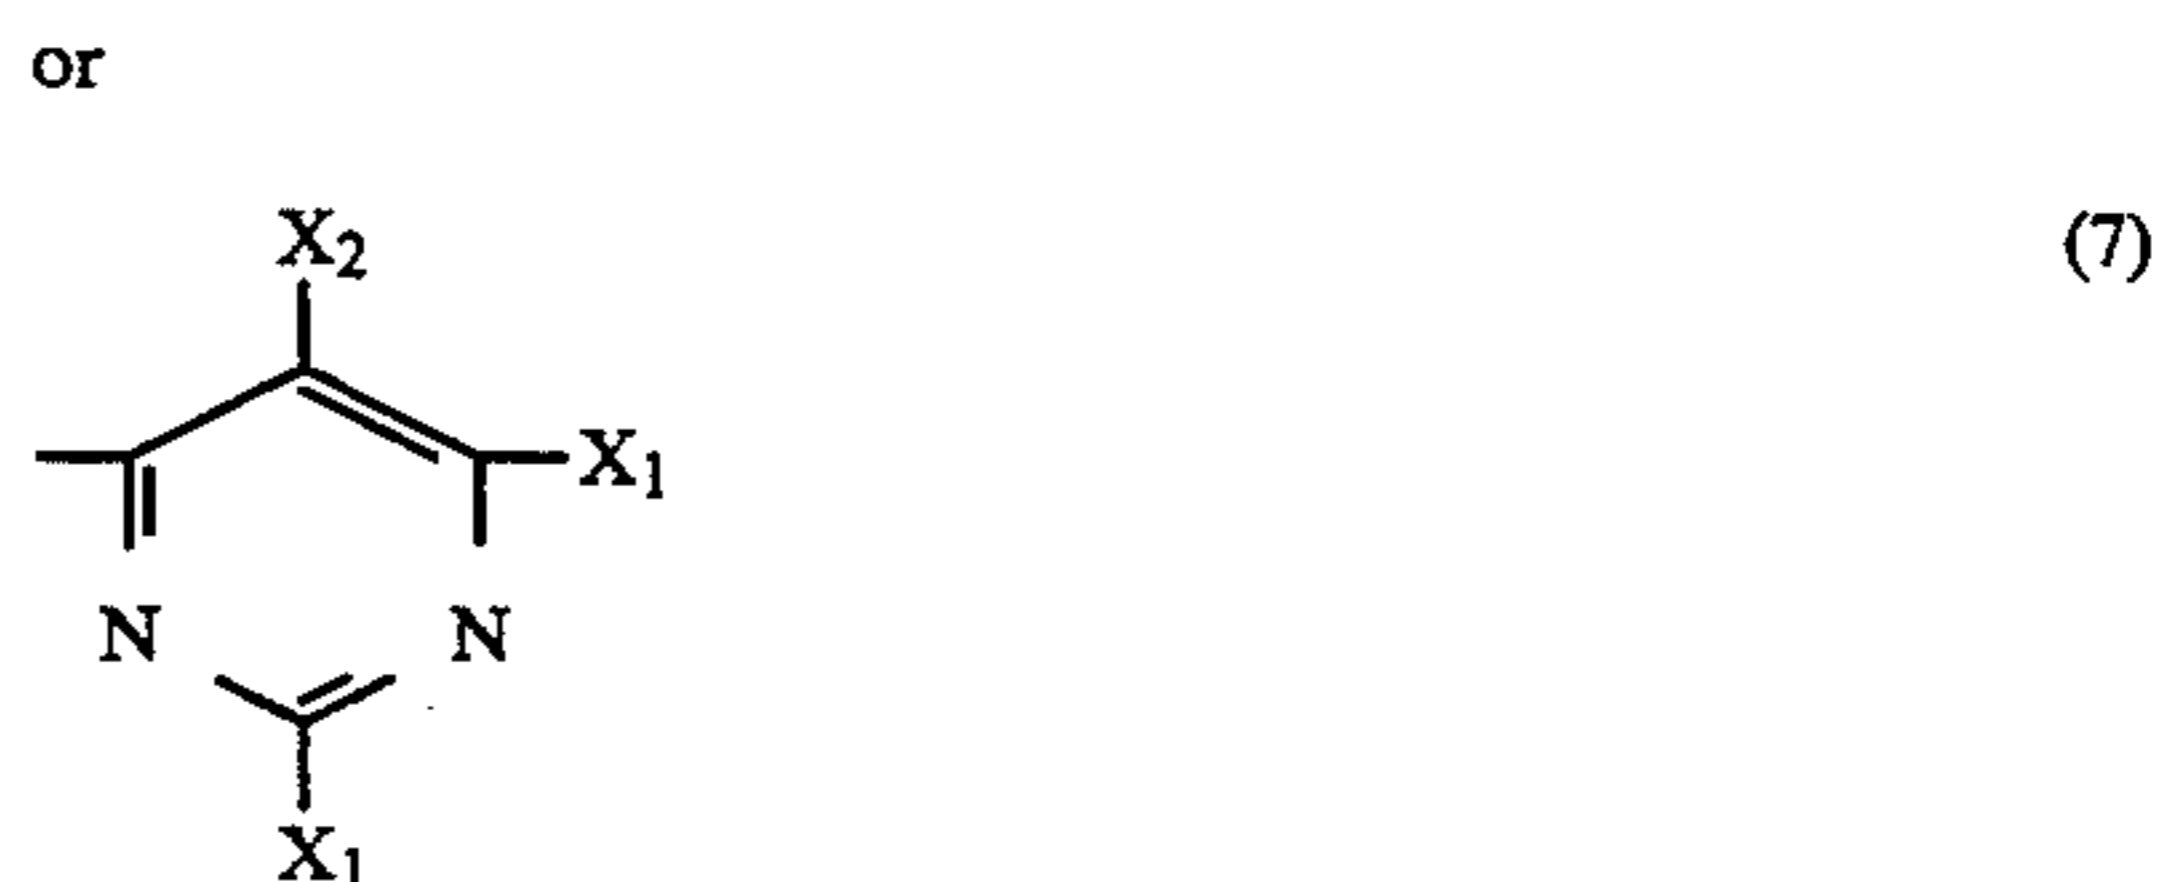 or
X₂ (7)
X₁
N N
X₁